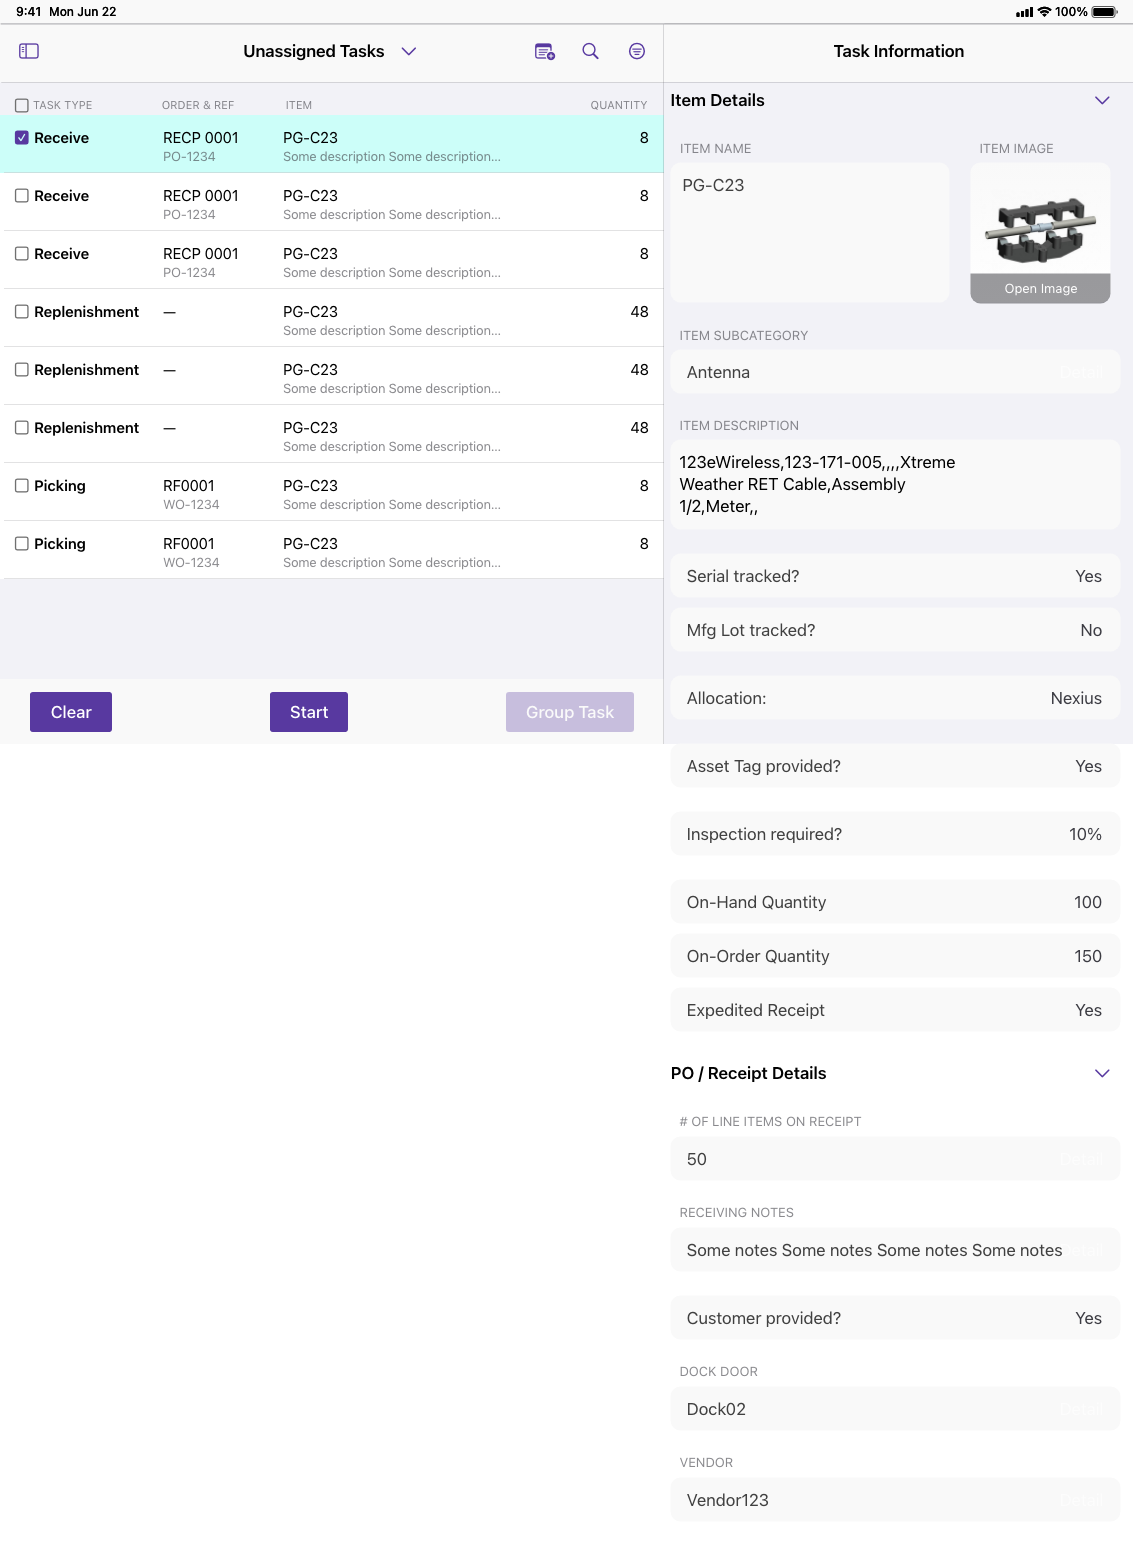 9:41 Mon Jun 22
100%
Unassigned Tasks
TASK TYPE ORDER & REF ITEM QUANTITY
Receive RECP 0001 PG-C23 8
PO-1234 Some description Some description...
Receive RECP 0001 PG-C23 8
PO-1234 Some description Some description...
Receive RECP 0001 PG-C23 8
PO-1234 Some description Some description...
Replenishment — PG-C23 48
Some description Some description...
Replenishment — PG-C23 48
Some description Some description...
Replenishment — PG-C23 48
Some description Some description...
Picking RF0001 PG-C23 8
WO-1234 Some description Some description...
Picking RF0001 PG-C23 8
WO-1234 Some description Some description...
Clear Start Group Task
Task Information
Item Details
ITEM NAME ITEM IMAGE
PG-C23
Open Image
ITEM SUBCATEGORY
Antenna Detail
ITEM DESCRIPTION
123eWireless,123-171-005,,,,Xtreme
Weather RET Cable,Assembly
1/2,Meter,,
Serial tracked? Yes
Mfg Lot tracked? No
Allocation: Nexius
Asset Tag provided? Yes
Inspection required? 10%
On-Hand Quantity 100
On-Order Quantity 150
Expedited Receipt Yes
PO / Receipt Details
# OF LINE ITEMS ON RECEIPT
50 Detail
RECEIVING NOTES
Some notes Some notes Some notes Some notes Detail
Customer provided? Yes
DOCK DOOR
Dock02 Detail
VENDOR
Vendor123 Detail